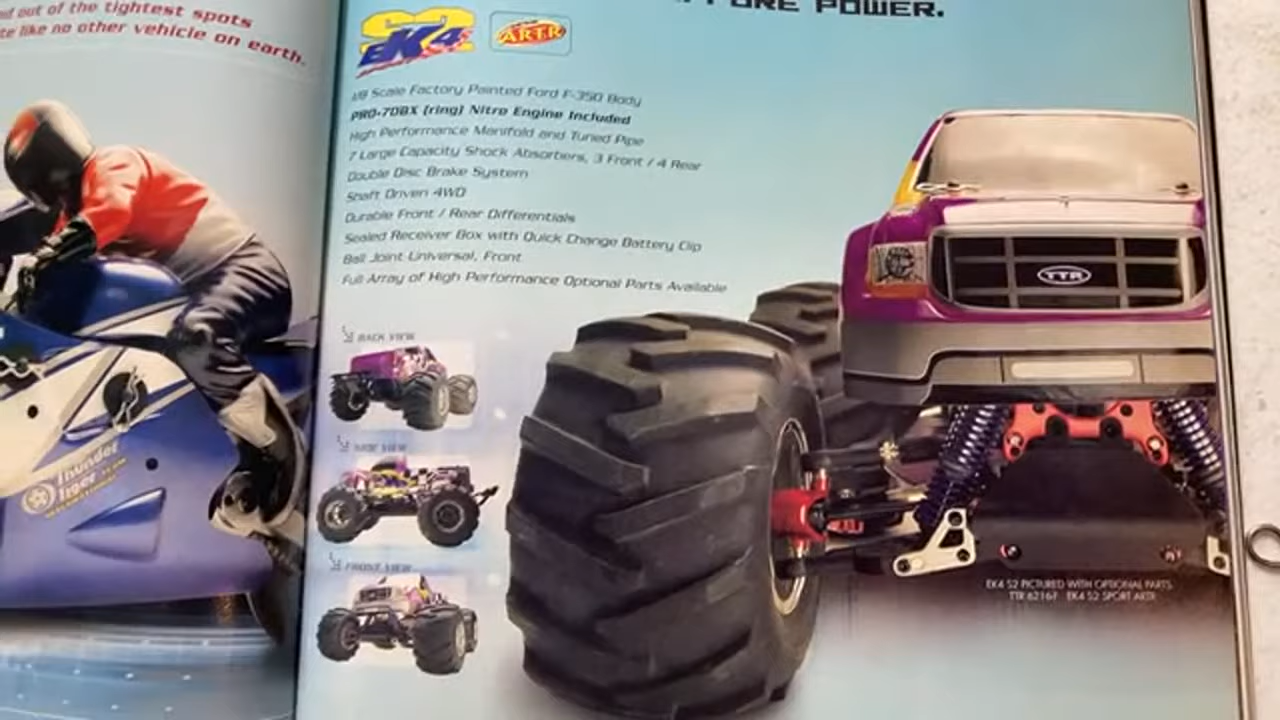 d out of the tightest spots
te like no other vehicle on earth.
POWER.
S2
EK4
ARTR
1/8 Scale Factory Painted Ford F-350 Body
PRO-70BX (ring) Nitro Engine Included
High Performance Manifold and Tuned Pipe
7 Large Capacity Shock Absorbers, 3 Front / 4 Rear
Double Disc Brake System
Shaft Driven 4WD
Durable Front / Rear Differentials
Sealed Receiver Box with Quick Change Battery Clip
Ball Joint Universal, Front
Full Array of High Performance Optional Parts Available
BACK VIEW
SIDE VIEW
FRONT VIEW
TTR
Thunder
Tiger
EK4 S2 PICTURED WITH OPTIONAL PARTS
TTR 6216-F EK4 S2 SPORT ARTR